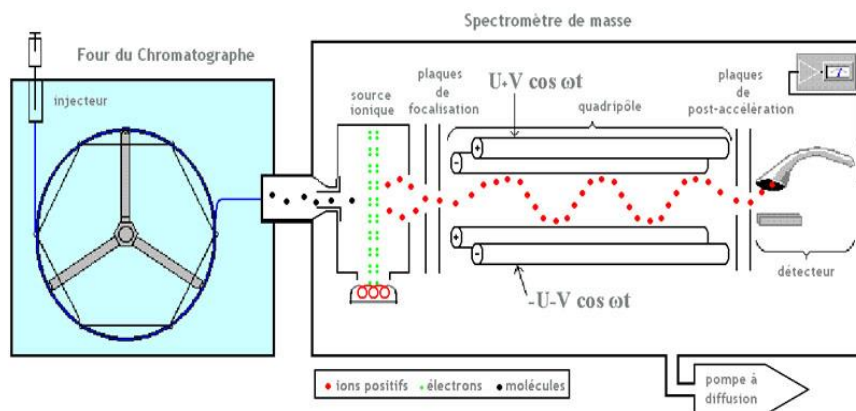 Spectromètre de masse
Four du Chromatographe
injecteur
source
ionique
plaques
de
focalisation
U+V cos ωt
quadripôle
plaques
de
post-accélération
+
-
+
-
-U-V cos ωt
détecteur
ions positifs électrons molécules
pompe à
diffusion